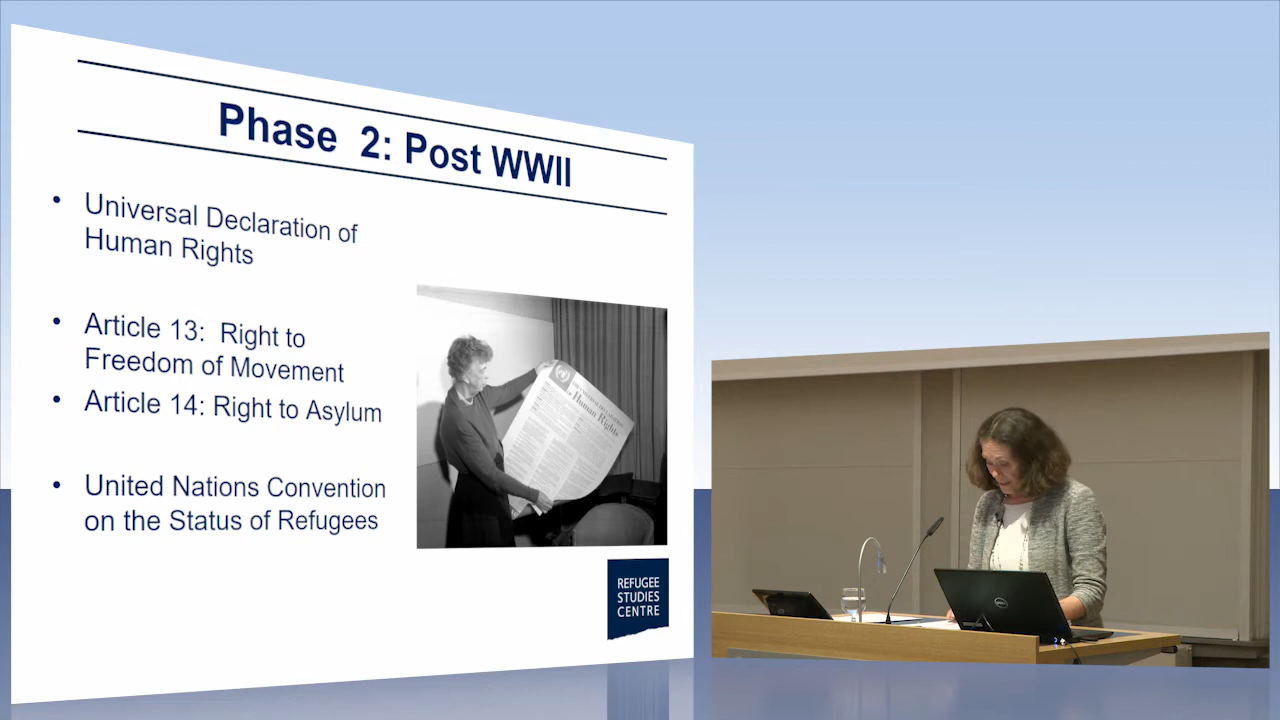 Phase 2: Post WWII
• Universal Declaration of
Human Rights
• Article 13: Right to
Freedom of Movement
• Article 14: Right to Asylum
• United Nations Convention
on the Status of Refugees
Human Rights
REFUGEE
STUDIES
CENTRE
DELL